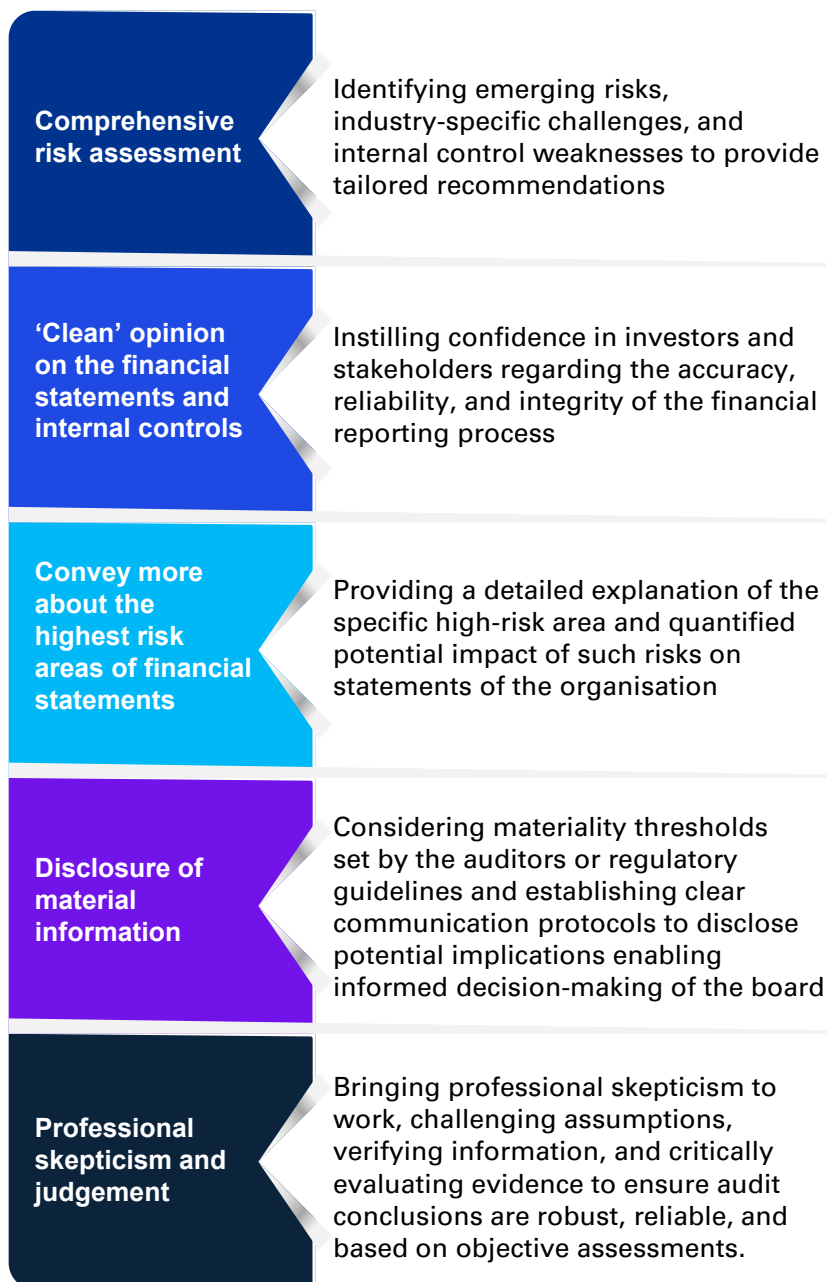 Comprehensive
risk assessment
Identifying emerging risks,
industry-specific challenges, and
internal control weaknesses to provide
tailored recommendations
‘Clean’ opinion
on the financial
statements and
internal controls
Instilling confidence in investors and
stakeholders regarding the accuracy,
reliability, and integrity of the financial
reporting process
Convey more
about the
highest risk
areas of financial
statements
Providing a detailed explanation of the
specific high-risk area and quantified
potential impact of such risks on
statements of the organisation
Disclosure of
material
information
Considering materiality thresholds
set by the auditors or regulatory
guidelines and establishing clear
communication protocols to disclose
potential implications enabling
informed decision-making of the board
Professional
skepticism and
judgement
Bringing professional skepticism to
work, challenging assumptions,
verifying information, and critically
evaluating evidence to ensure audit
conclusions are robust, reliable, and
based on objective assessments.